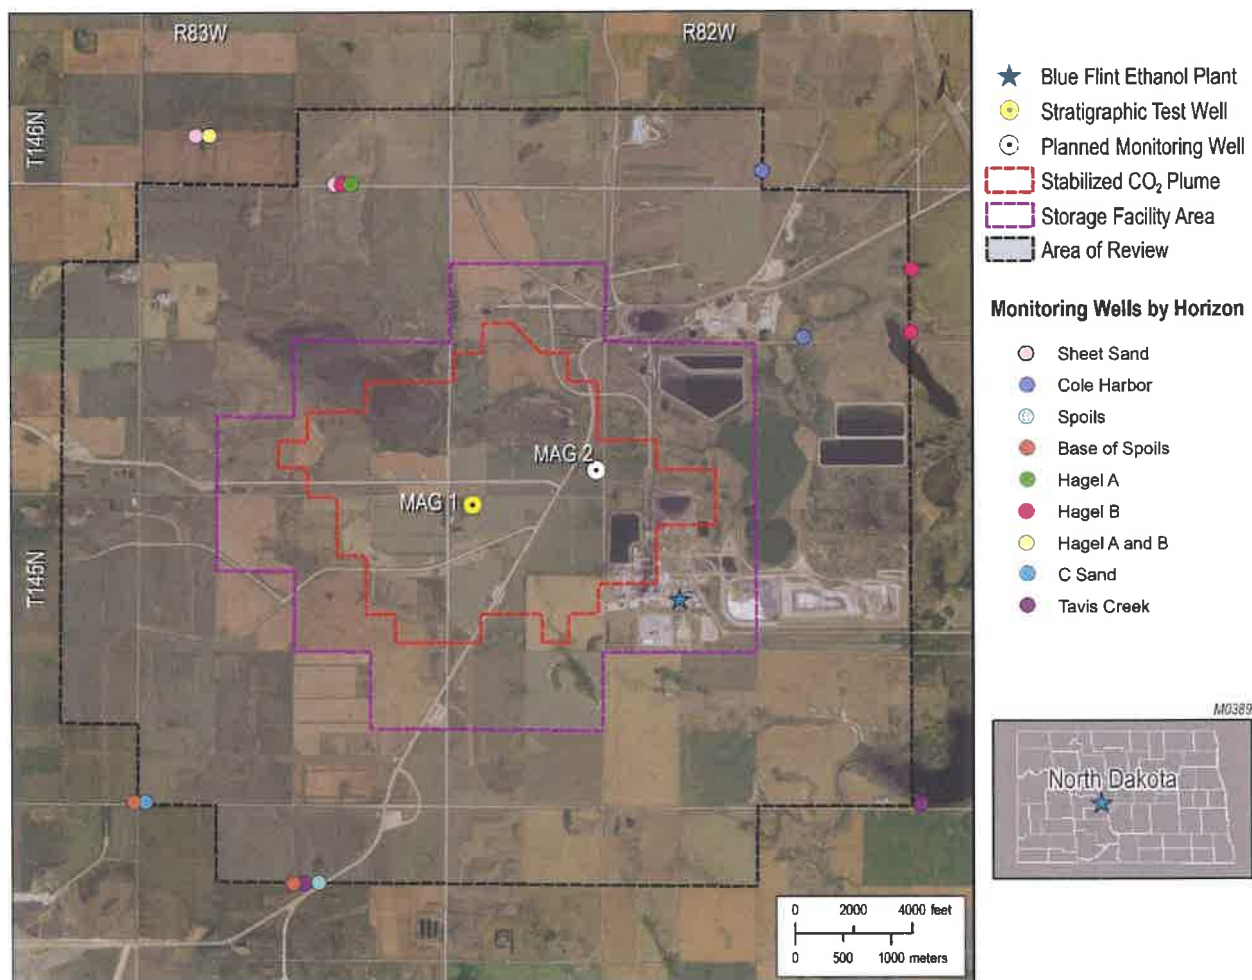 R83W
R82W
T146N
N
T145N
MAG 2
MAG 1
0 2000 4000 feet
0 500 1000 meters
Blue Flint Ethanol Plant
Stratigraphic Test Well
Planned Monitoring Well
Stabilized CO₂ Plume
Storage Facility Area
Area of Review
Monitoring Wells by Horizon
Sheet Sand
Cole Harbor
Spoils
Base of Spoils
Hagel A
Hagel B
Hagel A and B
C Sand
Tavis Creek
M0389
North Dakota